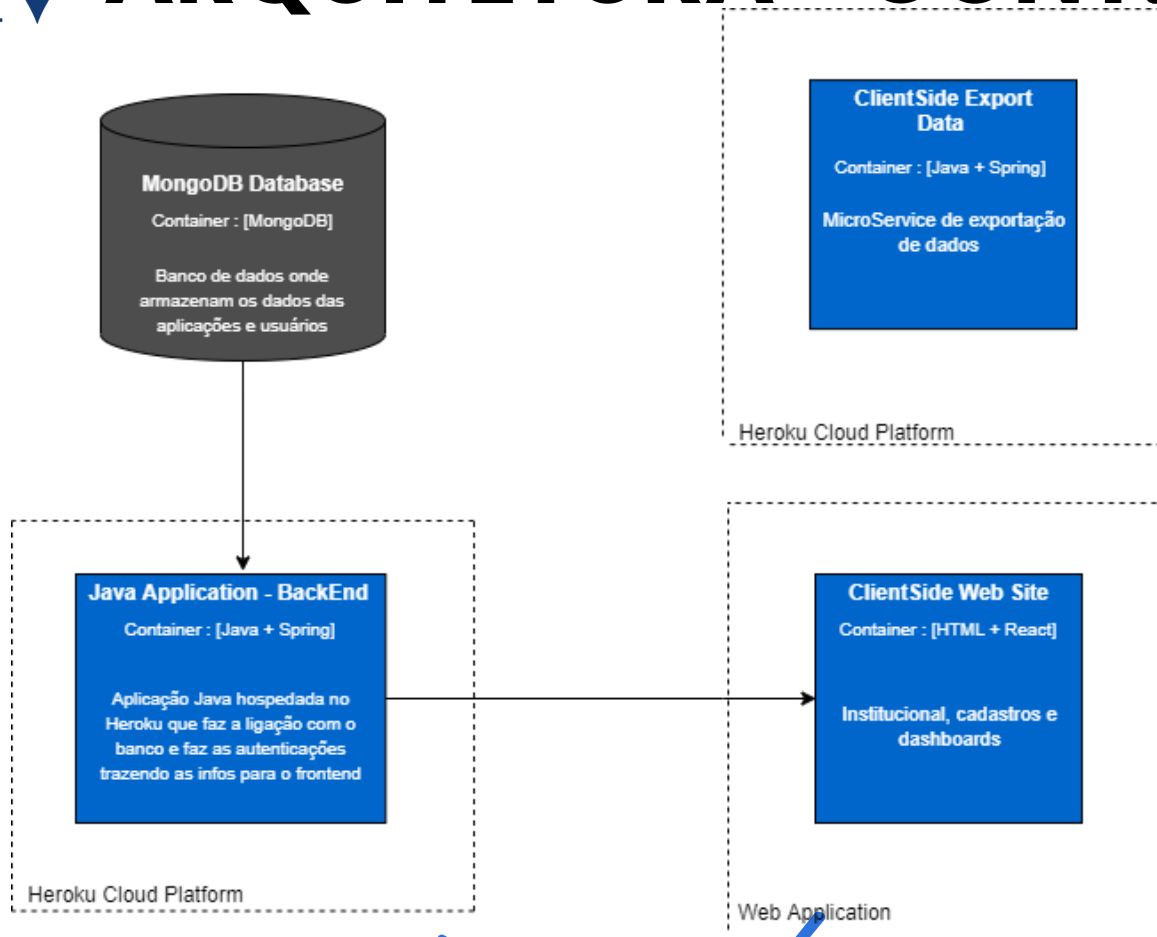 MongoDB Database
Container : [MongoDB]
Banco de dados onde
armazenam os dados das
aplicações e usuários
ClientSide Export
Data
Container : [Java + Spring]
MicroService de exportação
de dados
Heroku Cloud Platform
Java Application - BackEnd
Container : [Java + Spring]
Aplicação Java hospedada no
Heroku que faz a ligação com o
banco e faz as autenticações
trazendo as infos para o frontend
Heroku Cloud Platform
ClientSide Web Site
Container : [HTML + React]
Institucional, cadastros e
dashboards
Web Application